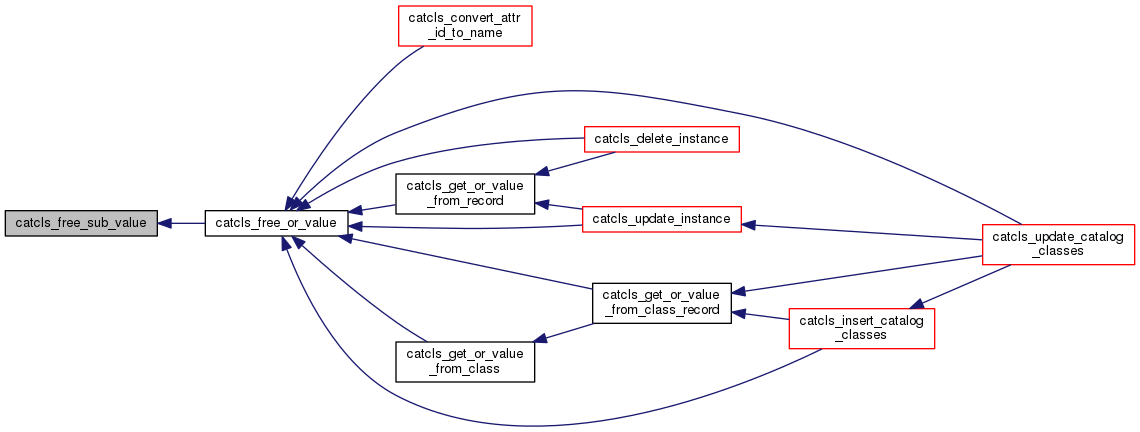 catcls_convert_attr
_id_to_name
catcls_delete_instance
catcls_get_or_value
_from_record
catcls_free_sub_value
catcls_free_or_value
catcls_update_instance
catcls_update_catalog
_classes
catcls_get_or_value
_from_class_record
catcls_insert_catalog
_classes
catcls_get_or_value
_from_class